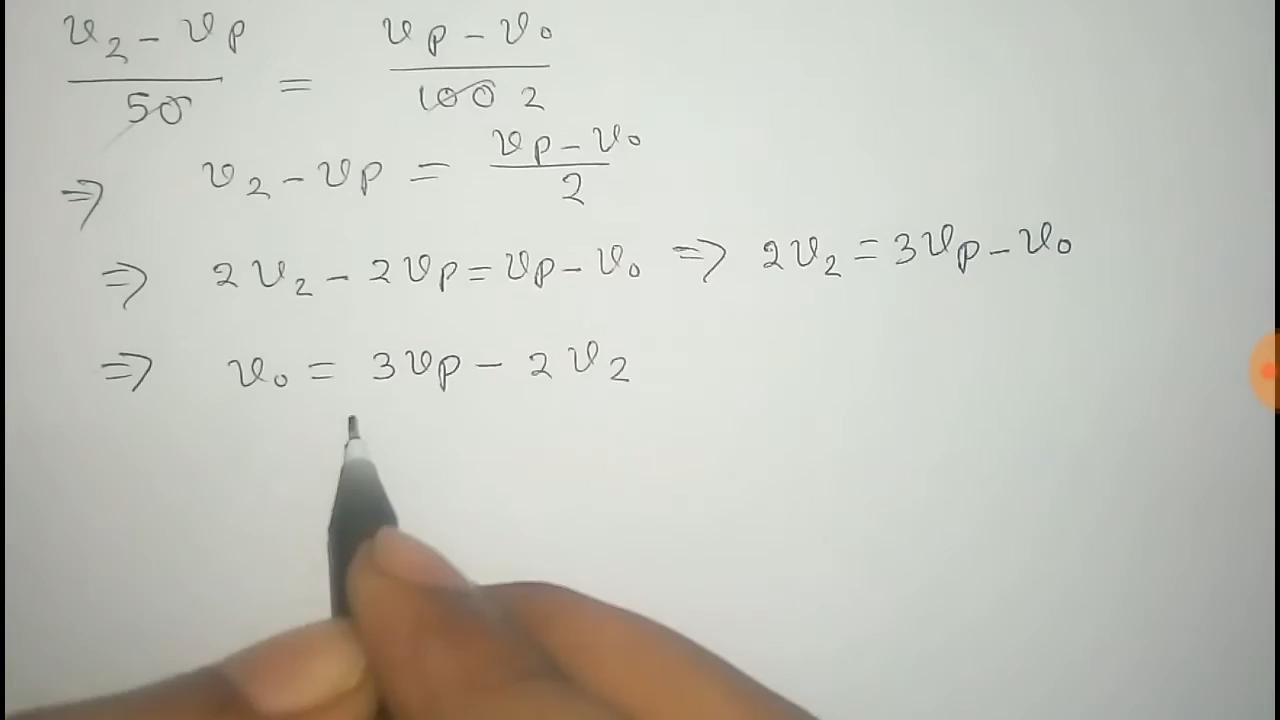 v₂ - vp / 50 = vp - v₀ / 100 2
⇒ v₂ - vp = vp - v₀ / 2
⇒ 2v₂ - 2vp = vp - v₀ ⇒ 2v₂ = 3vp - v₀
⇒ v₀ = 3vp - 2v₂